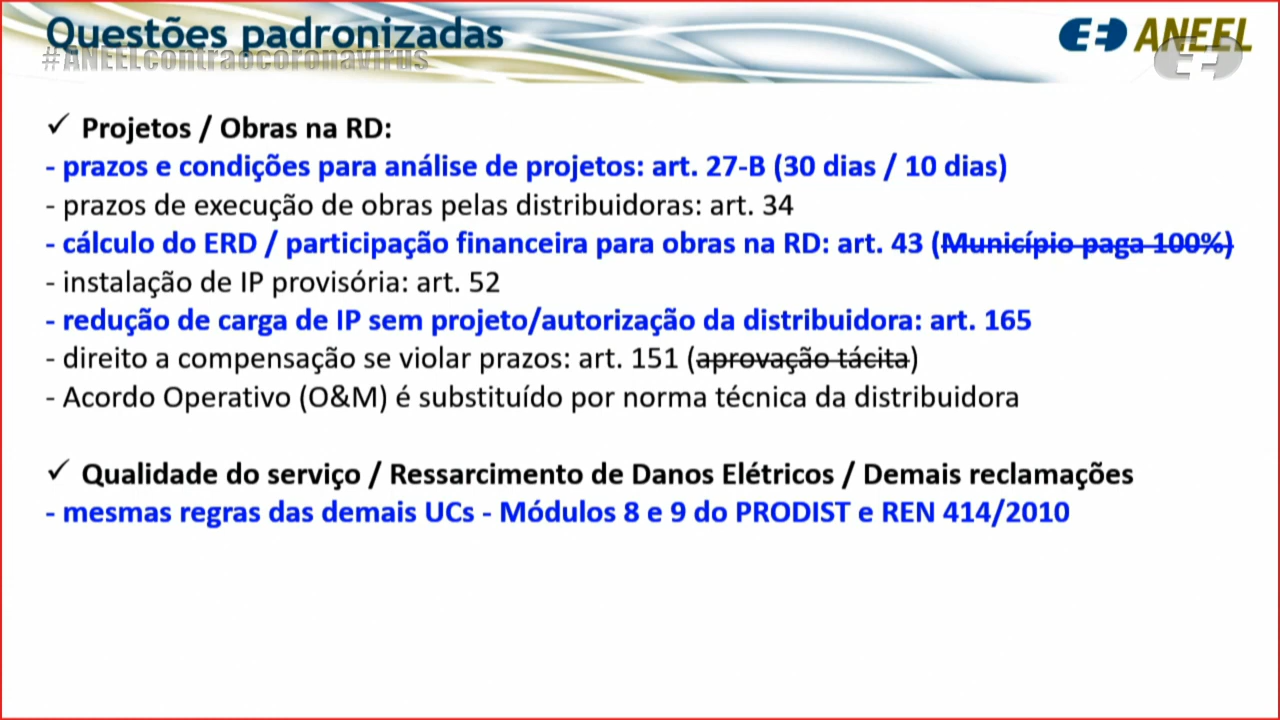 Questões padronizadas
#ANEELcontraocoronavirus
ANEEL
✓ Projetos / Obras na RD:
- prazos e condições para análise de projetos: art. 27-B (30 dias / 10 dias)
- prazos de execução de obras pelas distribuidoras: art. 34
- cálculo do ERD / participação financeira para obras na RD: art. 43 (Município paga 100%)
- instalação de IP provisória: art. 52
- redução de carga de IP sem projeto/autorização da distribuidora: art. 165
- direito a compensação se violar prazos: art. 151 (aprovação tácita)
- Acordo Operativo (O&M) é substituído por norma técnica da distribuidora
✓ Qualidade do serviço / Ressarcimento de Danos Elétricos / Demais reclamações
- mesmas regras das demais UCs - Módulos 8 e 9 do PRODIST e REN 414/2010